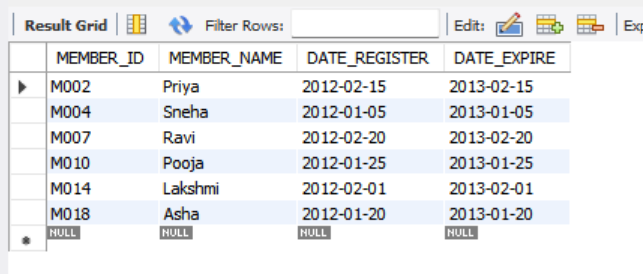 Result Grid Filter Rows: Edit: Exp
MEMBER_ID MEMBER_NAME DATE_REGISTER DATE_EXPIRE
M002 Priya 2012-02-15 2013-02-15
M004 Sneha 2012-01-05 2013-01-05
M007 Ravi 2012-02-20 2013-02-20
M010 Pooja 2012-01-25 2013-01-25
M014 Lakshmi 2012-02-01 2013-02-01
M018 Asha 2012-01-20 2013-01-20
NULL NULL NULL NULL